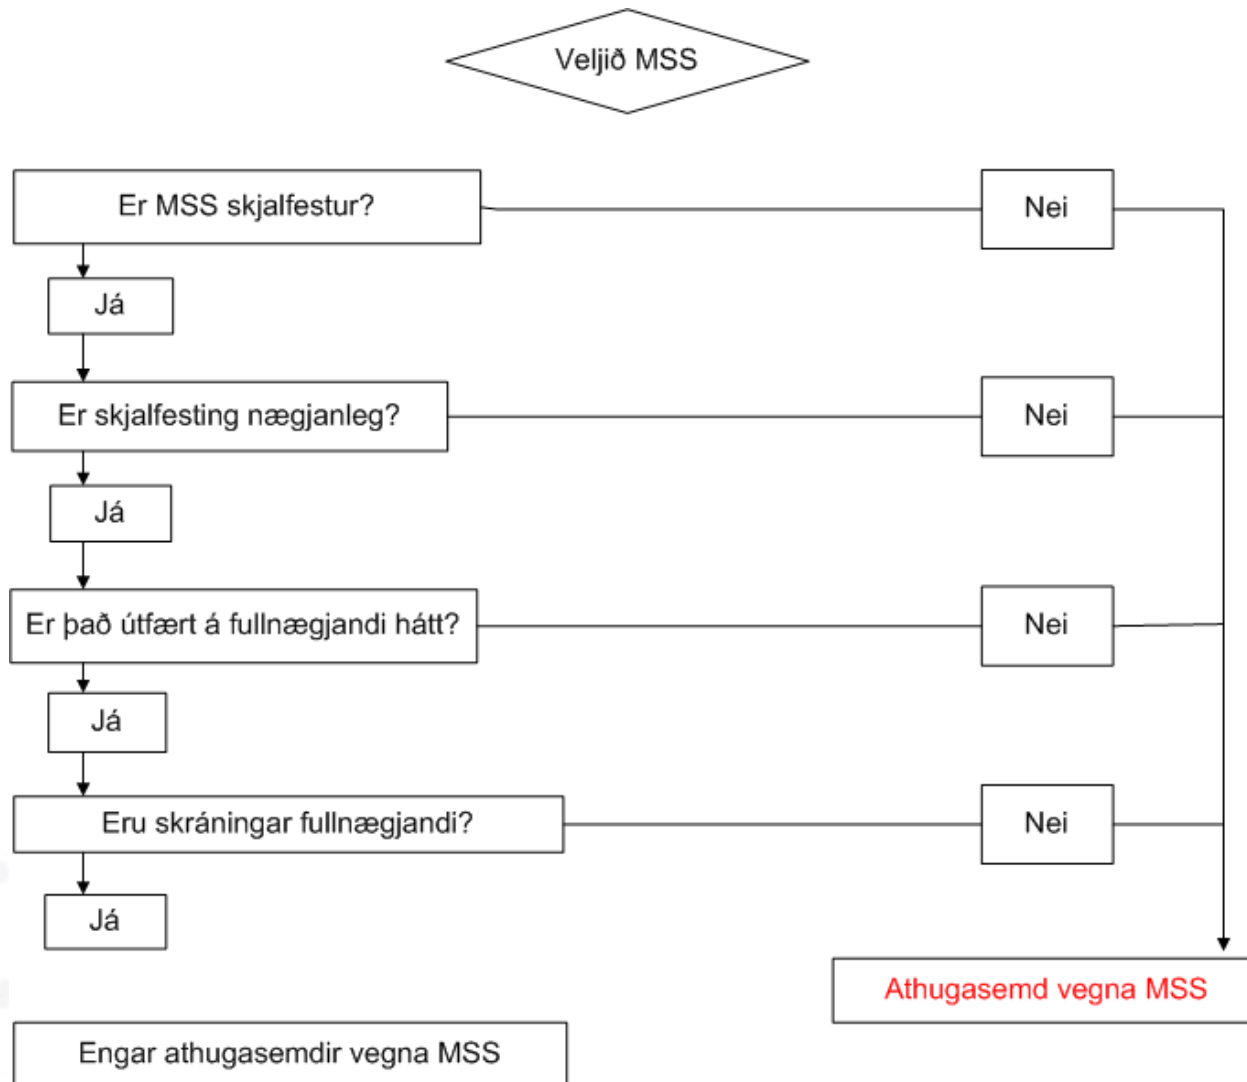 Veljið MSS
Er MSS skjalfestur?
Nei
Já
Er skjalfesting nægjanleg?
Nei
Já
Er það útfært á fullnægjandi hátt?
Nei
Já
Eru skráningar fullnægjandi?
Nei
Já
Athugasemd vegna MSS
Engar athugasemdir vegna MSS